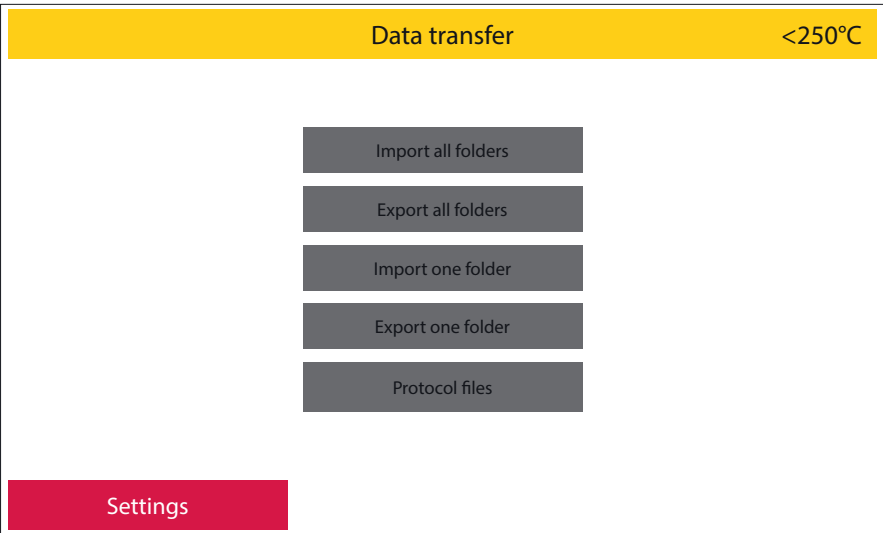 Data transfer
<250°C
Import all folders
Export all folders
Import one folder
Export one folder
Protocol files
Settings